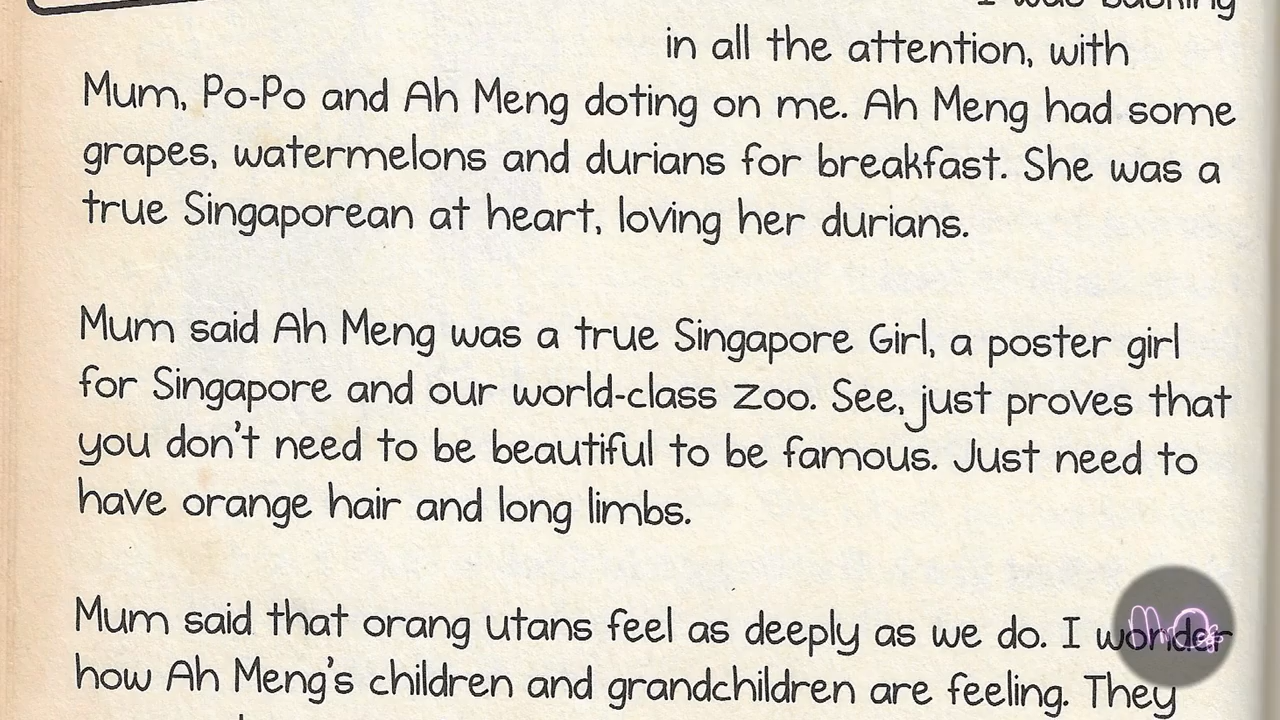 in all the attention, with
Mum, Po-Po and Ah Meng doting on me. Ah Meng had some
grapes, watermelons and durians for breakfast. She was a
true Singaporean at heart, loving her durians.
Mum said Ah Meng was a true Singapore Girl, a poster girl
for Singapore and our world-class zoo. See, just proves that
you don't need to be beautiful to be famous. Just need to
have orange hair and long limbs.
Mum said that orang utans feel as deeply as we do. I wonder
how Ah Meng's children and grandchildren are feeling. They